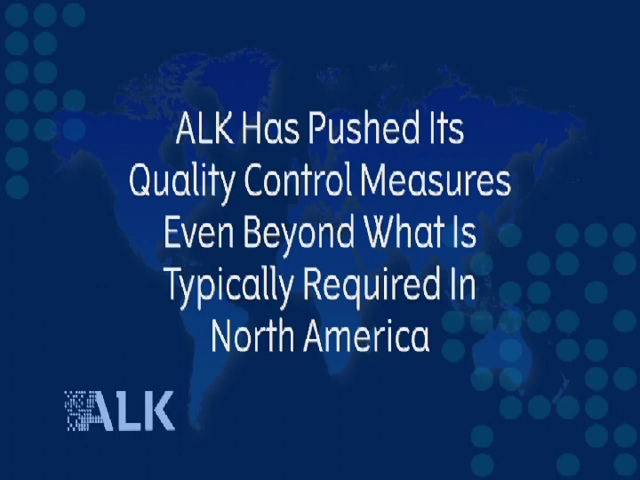 ALK Has Pushed Its
Quality Control Measures
Even Beyond What Is
Typically Required In
North America
ALK